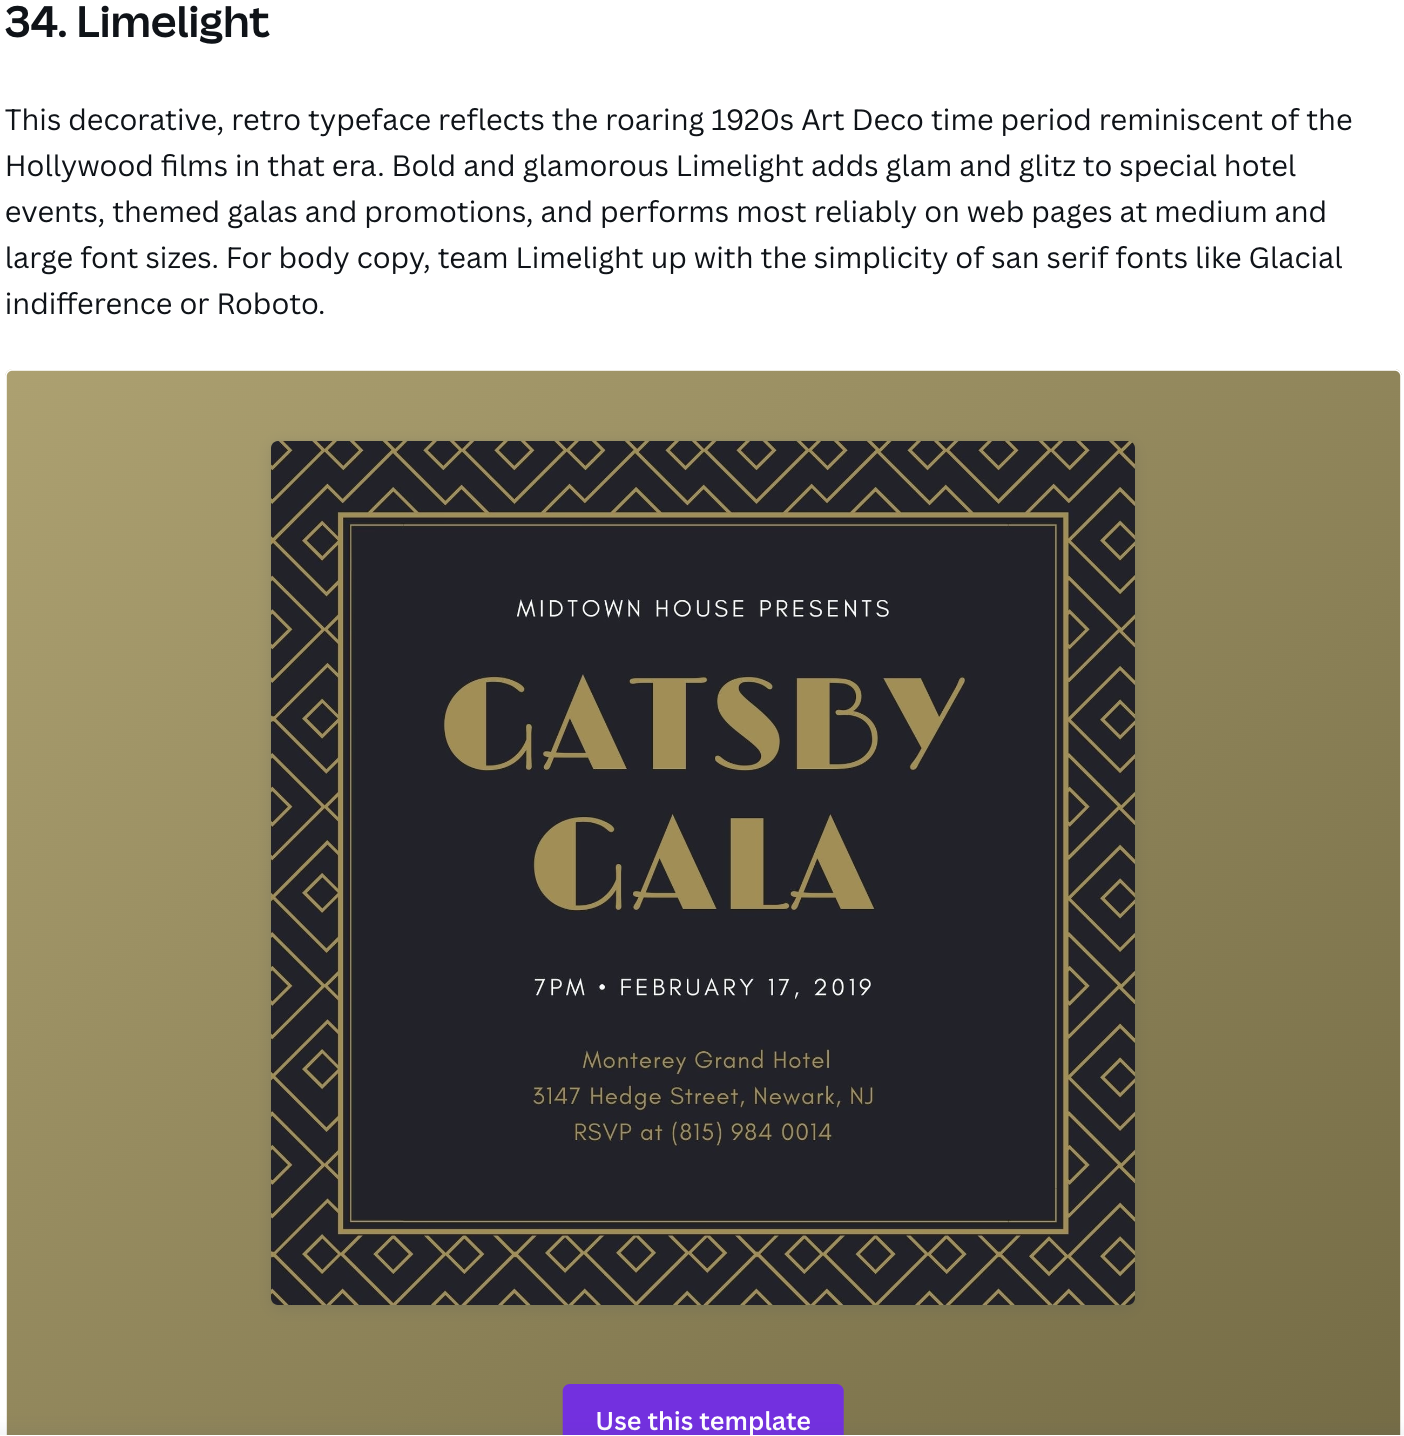 34. Limelight
This decorative, retro typeface reflects the roaring 1920s Art Deco time period reminiscent of the
Hollywood films in that era. Bold and glamorous Limelight adds glam and glitz to special hotel
events, themed galas and promotions, and performs most reliably on web pages at medium and
large font sizes. For body copy, team Limelight up with the simplicity of san serif fonts like Glacial
indifference or Roboto.
MIDTOWN HOUSE PRESENTS
GATSBY
GALA
7PM • FEBRUARY 17, 2019
Monterey Grand Hotel
3147 Hedge Street, Newark, NJ
RSVP at (815) 984 0014
Use this template